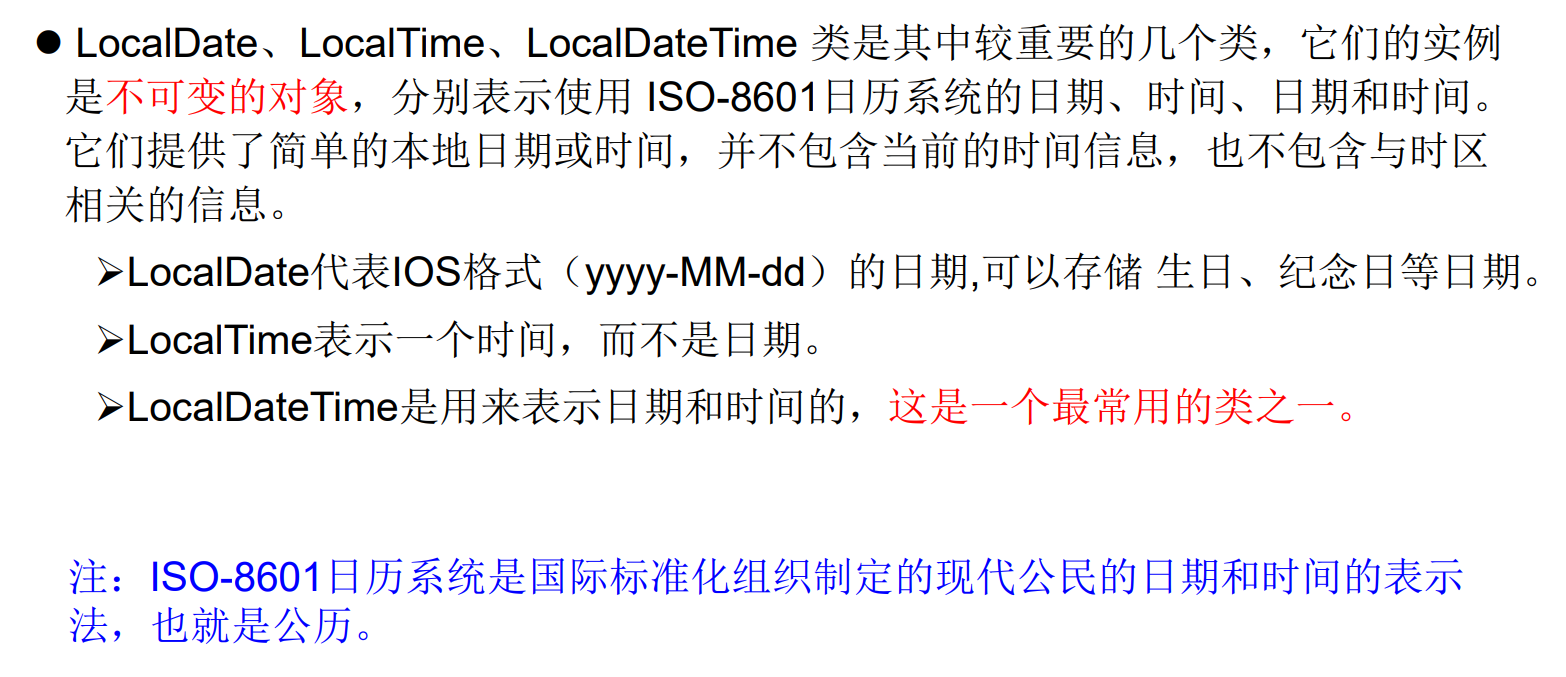 ● LocalDate、LocalTime、LocalDateTime 类是其中较重要的几个类，它们的实例
是不可变的对象，分别表示使用 ISO-8601日历系统的日期、时间、日期和时间。
它们提供了简单的本地日期或时间，并不包含当前的时间信息，也不包含与时区
相关的信息。
➢LocalDate代表IOS格式（yyyy-MM-dd）的日期,可以存储 生日、纪念日等日期。
➢LocalTime表示一个时间，而不是日期。
➢LocalDateTime是用来表示日期和时间的，这是一个最常用的类之一。
注：ISO-8601日历系统是国际标准化组织制定的现代公民的日期和时间的表示
法，也就是公历。